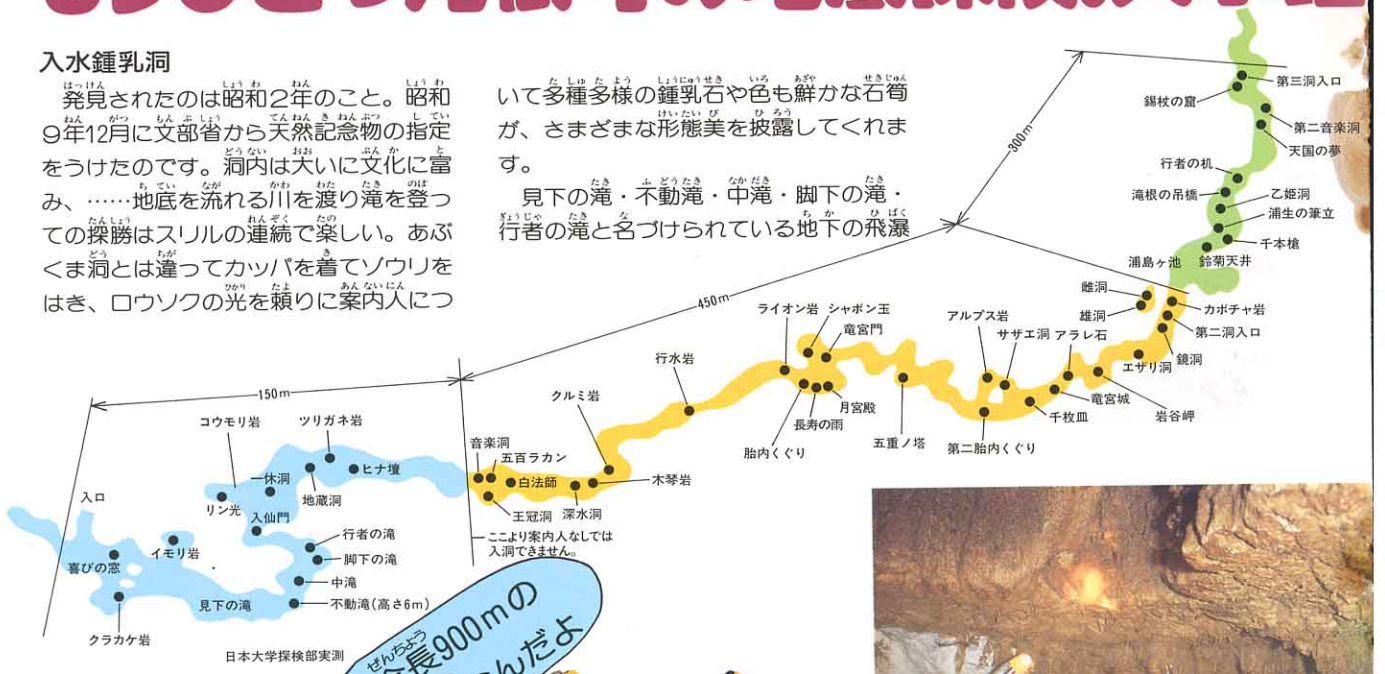 入水鍾乳洞
発見されたのは昭和2年のこと。昭和
9年12月に文部省から天然記念物の指定
をうけたのです。洞内は大いに文化に富
み、……地底を流れる川を渡り滝を登っ
ての探勝はスリルの連続で楽しい。あぶ
くま洞とは違ってカッパを着てゾウリを
はき、ロウソクの光を頼りに案内人につ
いて多種多様の鍾乳石や色も鮮かな石筍
が、さまざまな形態美を披露してくれま
す。
見下の滝・不動滝・中滝・脚下の滝・
行者の滝と名づけられている地下の飛瀑
300m
第三洞入口
錫杖の窟
第二音楽洞
天国の夢
行者の机
滝根の吊橋
乙姫洞
浦生の筆立
千本槍
鈴菊天井
浦島ヶ池
450m
雌洞
雄洞
カボチャ岩
第二洞入口
鏡洞
エザリ洞
岩谷岬
竜宮城
アラレ石
千枚皿
サザエ洞
アルプス岩
第二胎内くぐり
五重ノ塔
ライオン岩
シャボン玉
竜宮門
月宮殿
長寿の雨
胎内くぐり
行水岩
クルミ岩
木琴岩
深水洞
白法師
五百ラカン
音楽洞
王冠洞
ここより案内人なしでは
入洞できません。
150m
コウモリ岩
ツリガネ岩
ヒナ壇
一休洞
地蔵洞
リン光
入仙門
行者の滝
脚下の滝
中滝
不動滝(高さ6m)
入口
イモリ岩
喜びの窓
見下の滝
クラカケ岩
日本大学探検部実測
全長900mの
んだよ